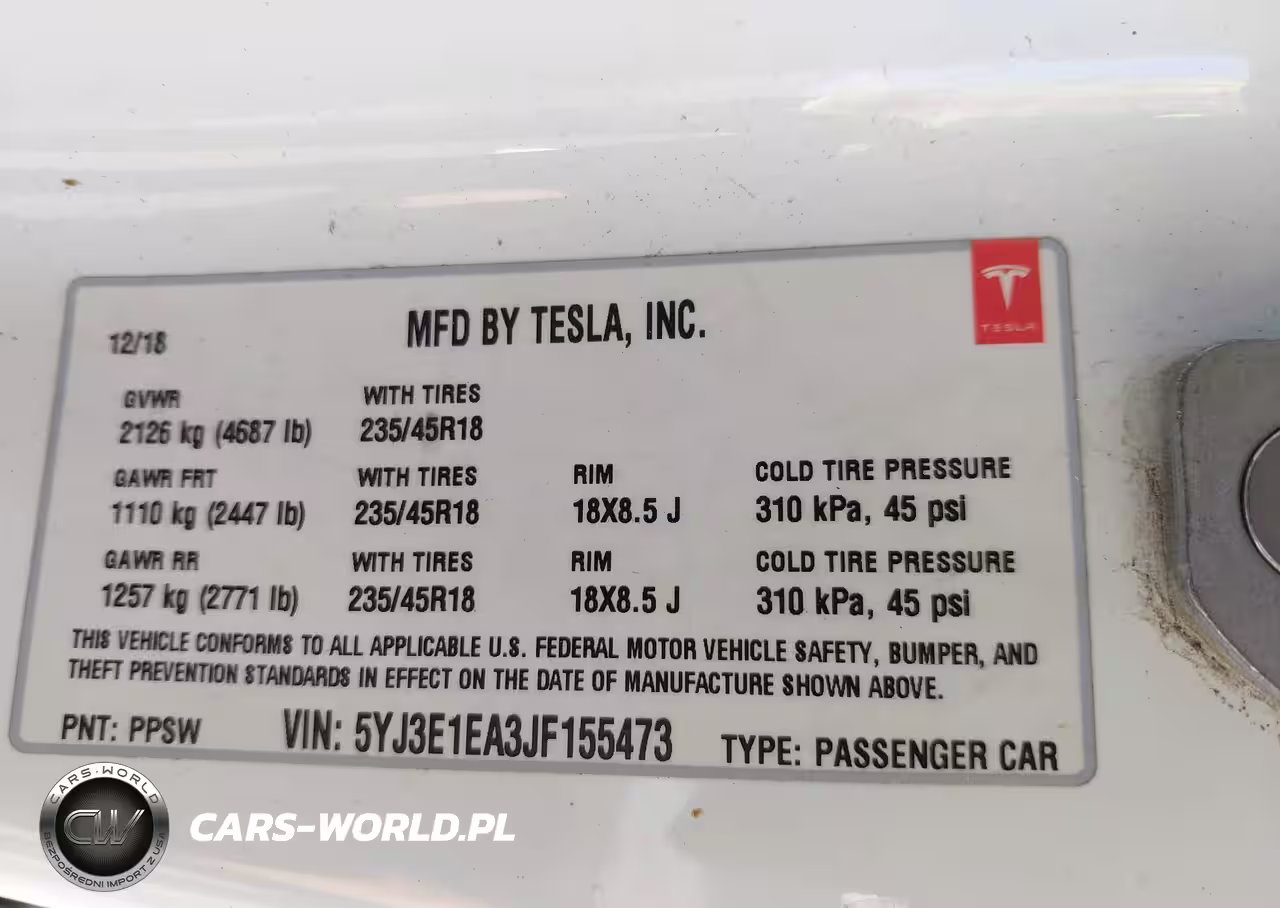 TESLA
12/18
MFD BY TESLA, INC.
GVWR WITH TIRES
2126 kg (4687 lb) 235/45R18
GAWR FRT WITH TIRES RIM COLD TIRE PRESSURE
1110 kg (2447 lb) 235/45R18 18X8.5 J 310 kPa, 45 psi
GAWR RR WITH TIRES RIM COLD TIRE PRESSURE
1257 kg (2771 lb) 235/45R18 18X8.5 J 310 kPa, 45 psi
THIS VEHICLE CONFORMS TO ALL APPLICABLE U.S. FEDERAL MOTOR VEHICLE SAFETY, BUMPER, AND
THEFT PREVENTION STANDARDS IN EFFECT ON THE DATE OF MANUFACTURE SHOWN ABOVE.
PNT: PPSW VIN: 5YJ3E1EA3JF155473 TYPE: PASSENGER CAR
CARS-WORLD
CW
BEZPOŚREDNI IMPORT Z USA
CARS-WORLD.PL